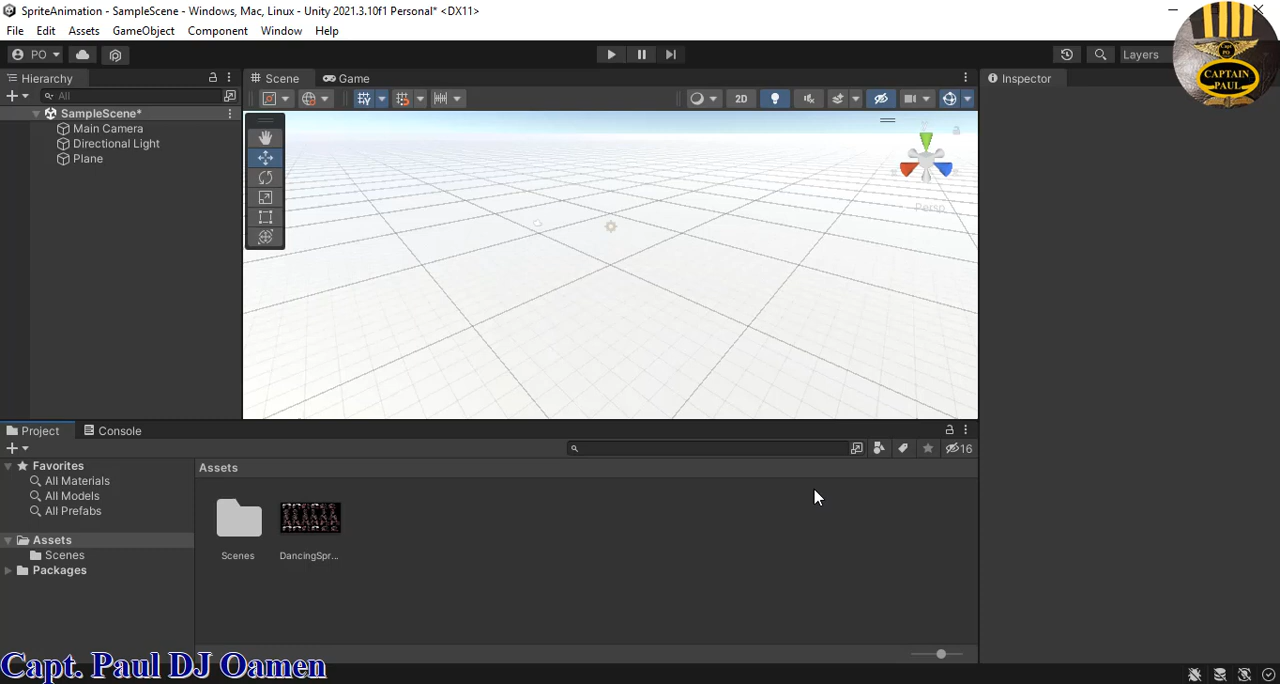 SpriteAnimation - SampleScene - Windows, Mac, Linux - Unity 2021.3.10f1 Personal* <DX11>
File Edit Assets GameObject Component Window Help
PO Layers
CAPTAIN
PAUL
Hierarchy Scene Game Inspector
All 2D
SampleScene*
Main Camera
Directional Light
Plane
Persp
Project Console
16
Favorites Assets
All Materials
All Models
All Prefabs
Assets
Scenes
Packages
Scenes DancingSpr...
Capt. Paul DJ Oamen